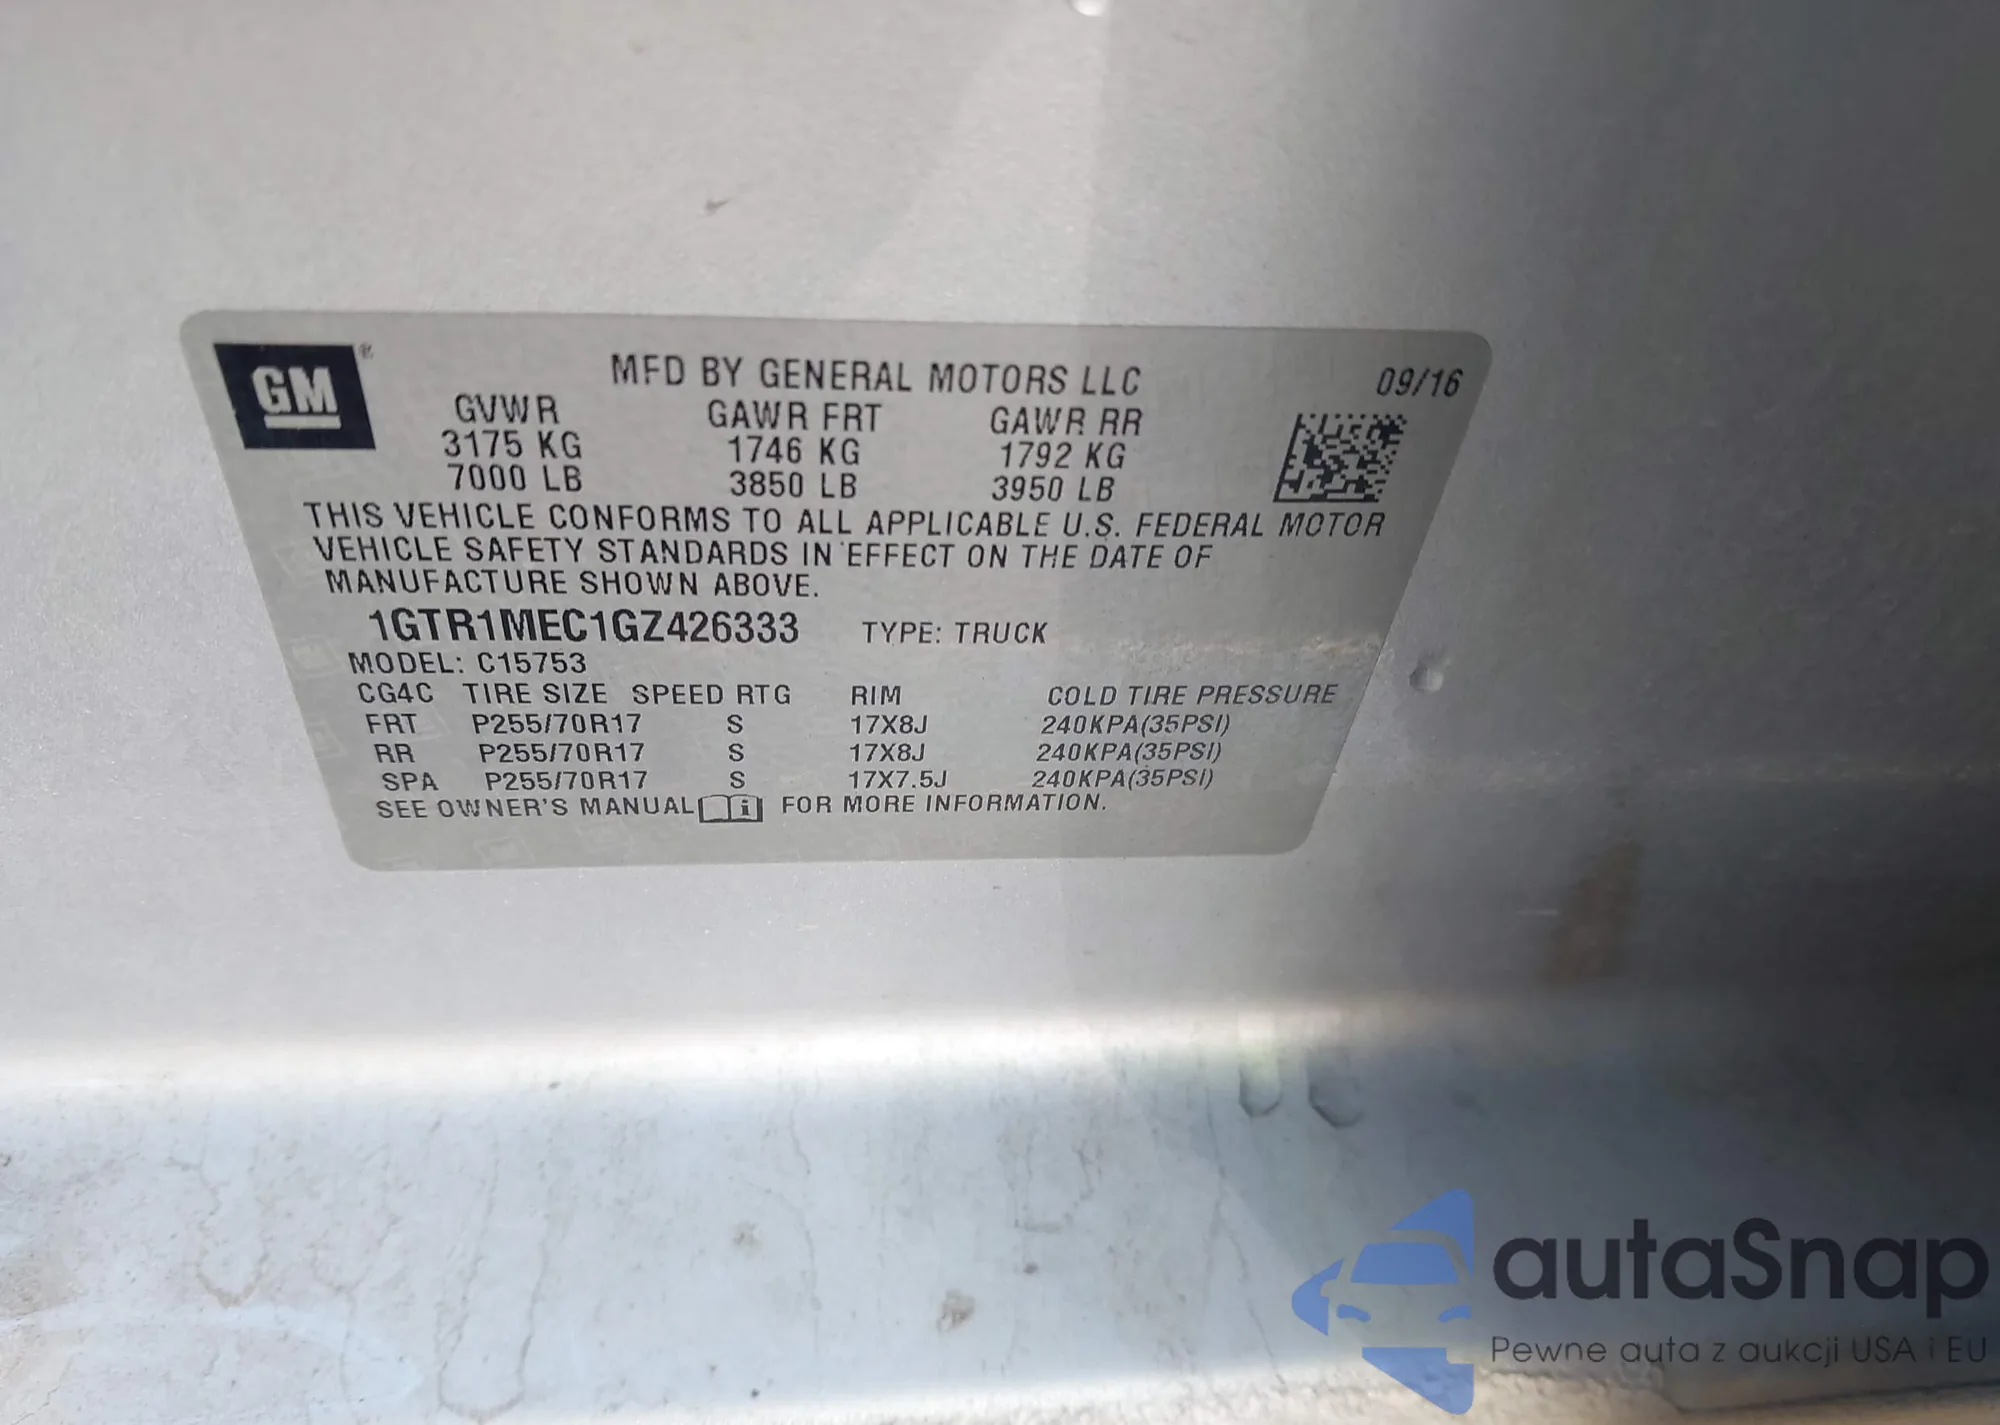 GM®
MFD BY GENERAL MOTORS LLC 09/16
GVWR GAWR FRT GAWR RR
3175 KG 1746 KG 1792 KG
7000 LB 3850 LB 3950 LB
THIS VEHICLE CONFORMS TO ALL APPLICABLE U.S. FEDERAL MOTOR
VEHICLE SAFETY STANDARDS IN EFFECT ON THE DATE OF
MANUFACTURE SHOWN ABOVE.
1GTR1MEC1GZ426333 TYPE: TRUCK
MODEL: C15753
CG4C TIRE SIZE SPEED RTG RIM COLD TIRE PRESSURE
FRT P255/70R17 S 17X8J 240KPA(35PSI)
RR P255/70R17 S 17X8J 240KPA(35PSI)
SPA P255/70R17 S 17X7.5J 240KPA(35PSI)
SEE OWNER'S MANUAL i FOR MORE INFORMATION.
autaSnap
Pewne auta z aukcji USA i EU